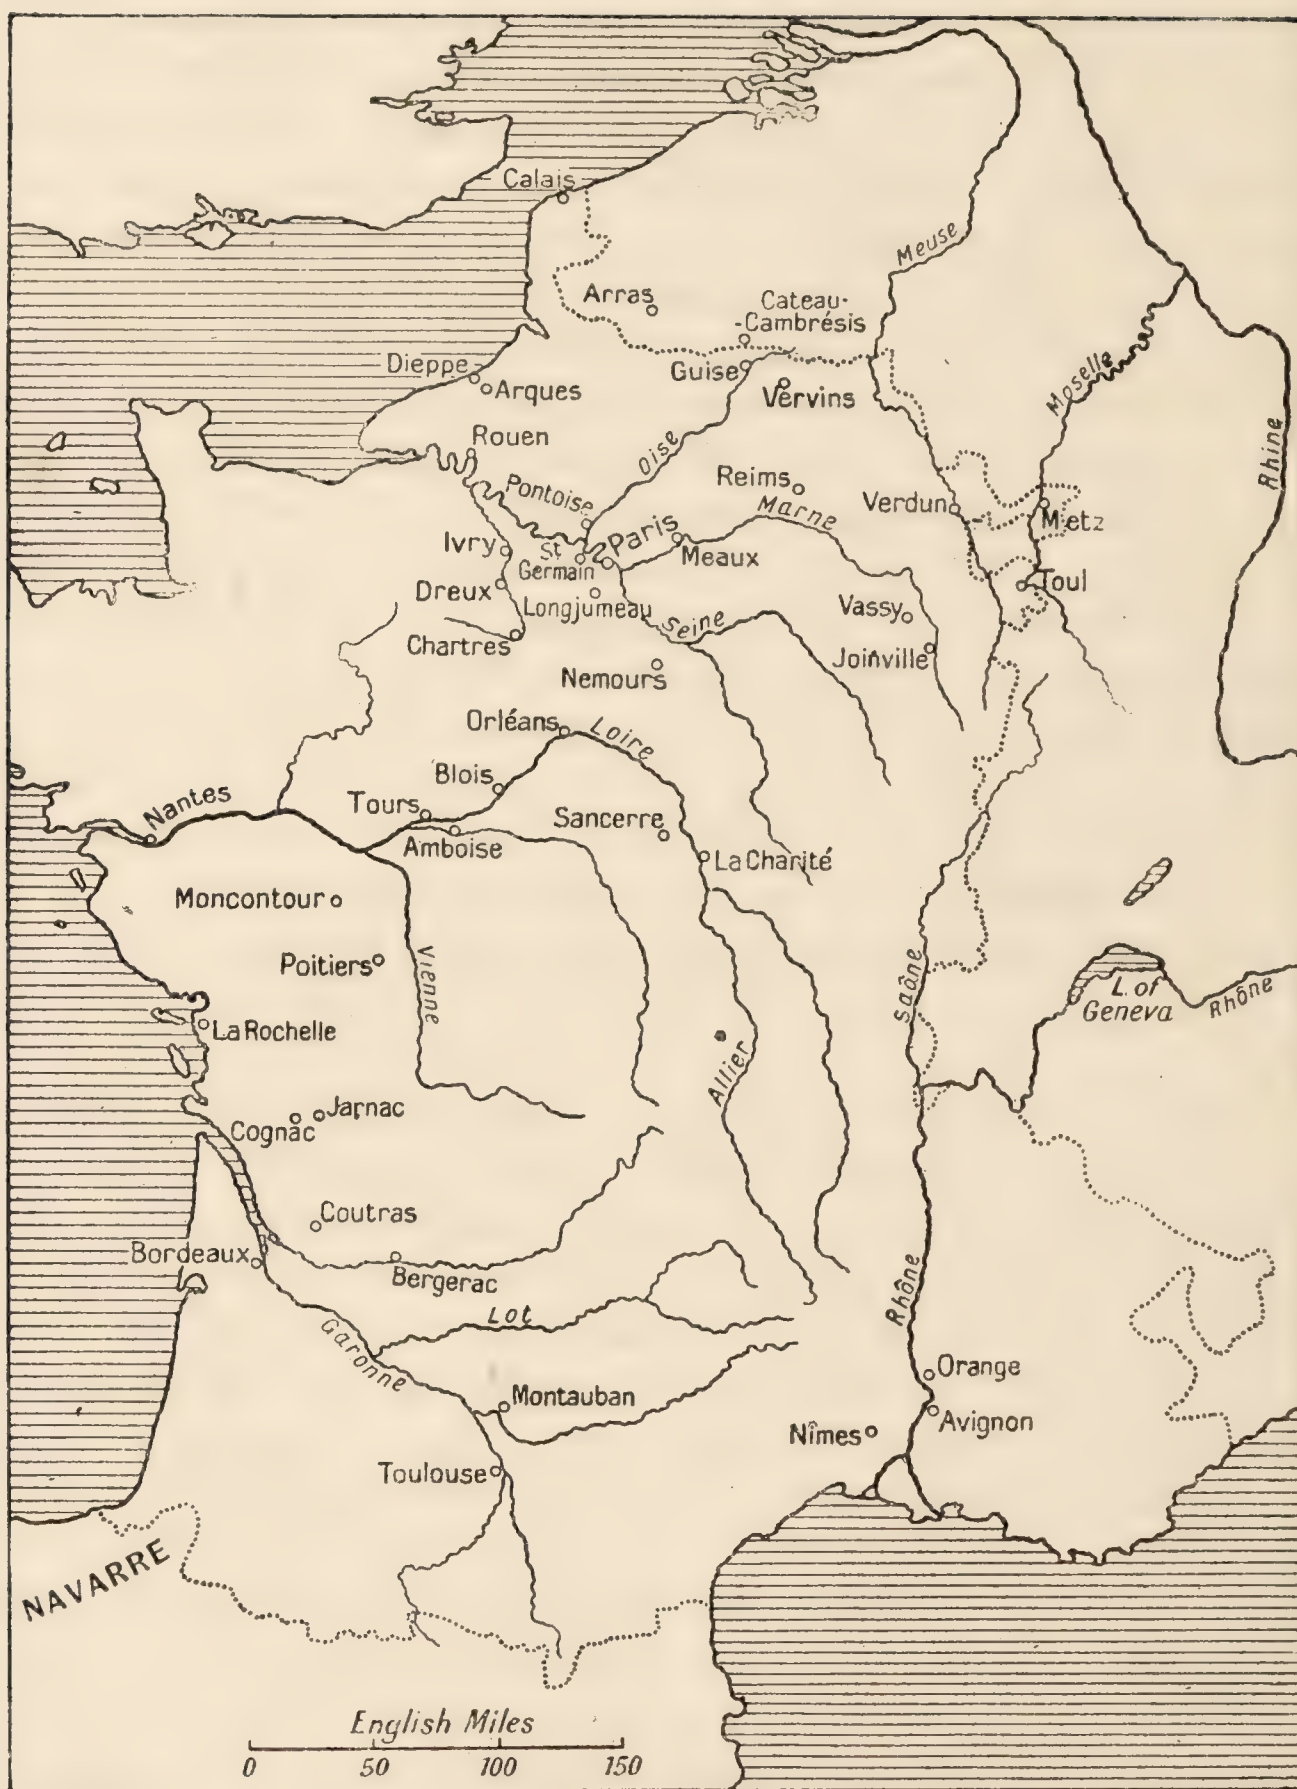 Calais
Meuse
Arras
Cateau-
-Cambrésis
Dieppe
Arques
Guise
Vervins
Moselle
Rhine
Rouen
Oise
Pontoise
Reims
Marne
Verdun
Metz
Ivry
St
Germain
Paris
Meaux
Dreux
Longjumeau
Toul
Vassy
Seine
Chartres
Joinville
Nemours
Orléans
Loire
Blois
Nantes
Tours
Amboise
Sancerre
La Charité
Moncontour
Poitiers
Vienne
Saône
L. of
Geneva
Rhône
La Rochelle
Allier
Jarnac
Cognac
Coutras
Bordeaux
Bergerac
Lot
Rhône
Garonne
Orange
Montauban
Avignon
Nîmes
Toulouse
NAVARRE
English Miles
0 50 100 150